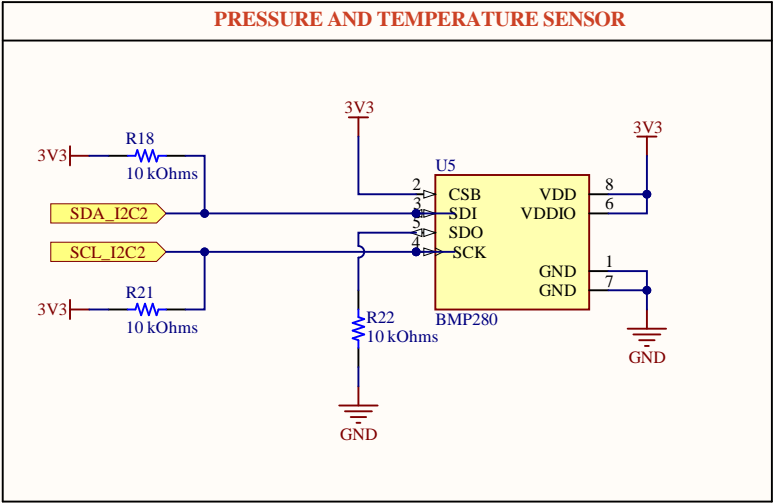 PRESSURE AND TEMPERATURE SENSOR
3V3
3V3
R18
3V3
10 kOhms
U5
2
CSB
VDD
8
SDA_I2C2
3
SDI
VDDIO
6
5
SDO
SCL_I2C2
4
SCK
GND
1
R21
GND
7
3V3
10 kOhms
R22
BMP280
10 kOhms
GND
GND